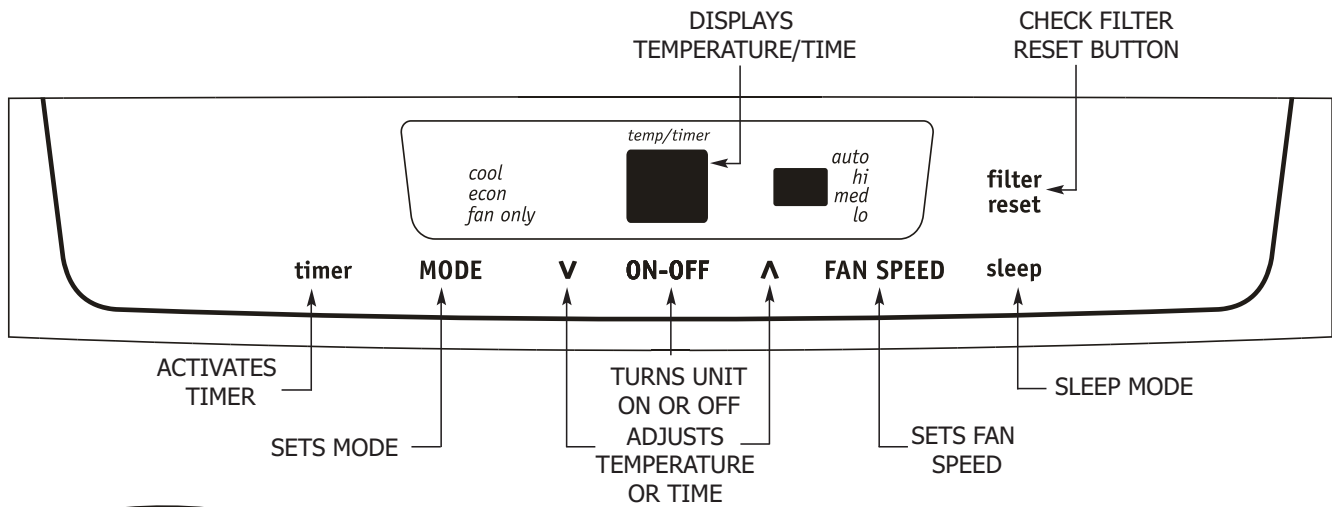 DISPLAYS
TEMPERATURE/TIME
CHECK FILTER
RESET BUTTON
temp/timer
cool
econ
fan only
auto
hi
med
lo
filter
reset
timer
MODE
V
ON-OFF
Λ
FAN SPEED
sleep
ACTIVATES
TIMER
SETS MODE
TURNS UNIT
ON OR OFF
ADJUSTS
TEMPERATURE
OR TIME
SETS FAN
SPEED
SLEEP MODE